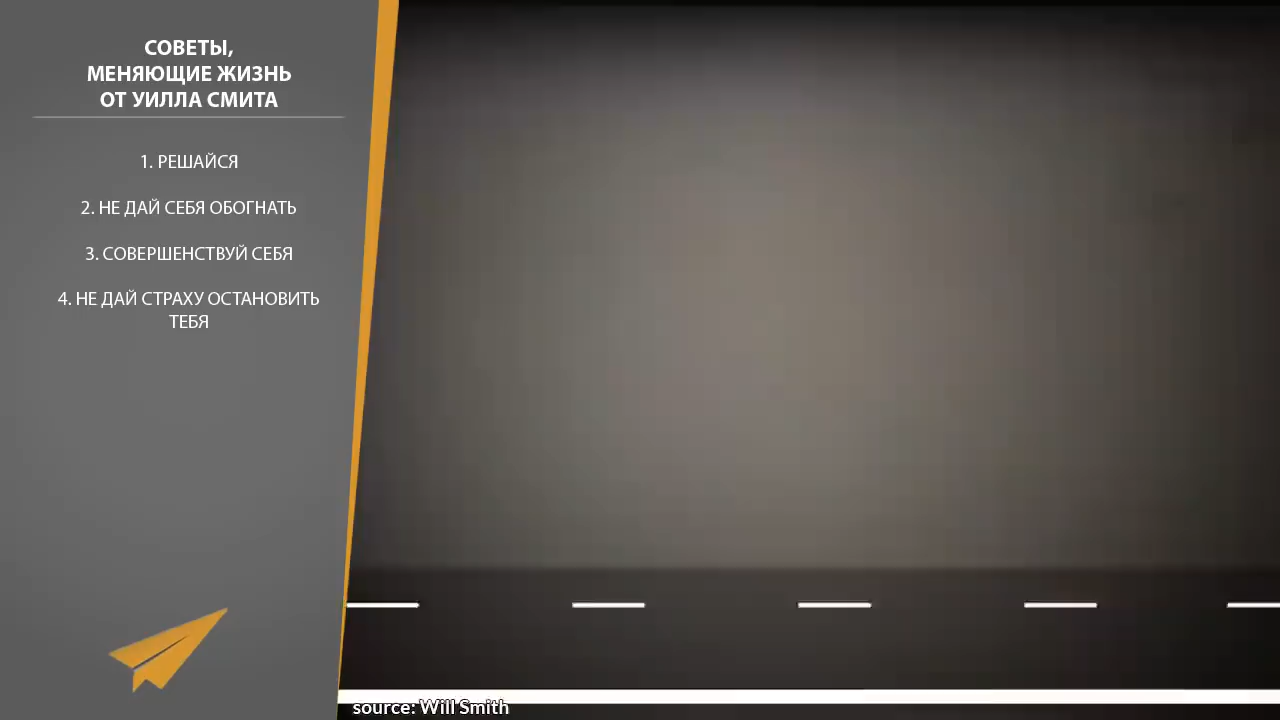 СОВЕТЫ,
МЕНЯЮЩИЕ ЖИЗНЬ
ОТ УИЛЛА СМИТА
1. РЕШАЙСЯ
2. НЕ ДАЙ СЕБЯ ОБОГНАТЬ
3. СОВЕРШЕНСТВУЙ СЕБЯ
4. НЕ ДАЙ СТРАХУ ОСТАНОВИТЬ
ТЕБЯ
source: Will Smith